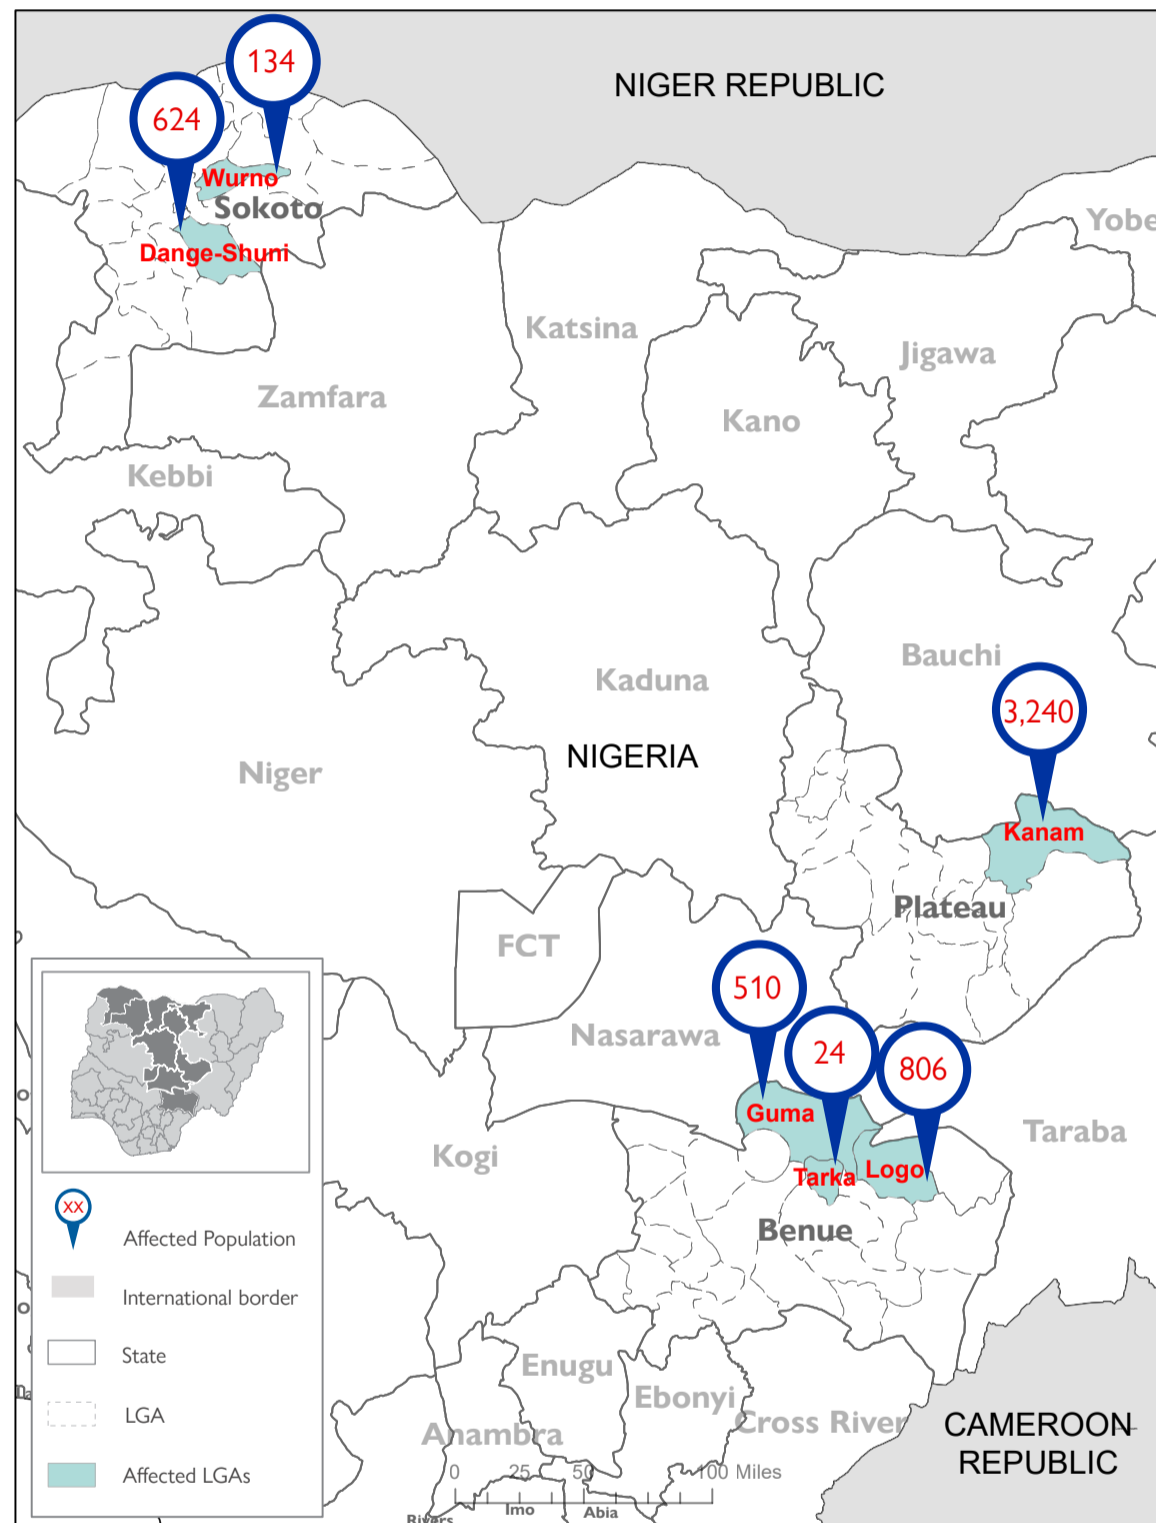 134
NIGER REPUBLIC
624
Wurno
Sokoto
Yobe
Dange-Shuni
Katsina
Jigawa
Zamfara
Kano
Kebbi
Bauchi
Kaduna
3,240
NIGERIA
Niger
Kanam
Plateau
FCT
510
Nasarawa
24
806
Guma
Taraba
Kogi
Logo
Tarka
Benue
xx
Affected Population
International border
State
LGA
Affected LGAs
Enugu
Ebonyi
Cross River
Anambra
CAMEROON
REPUBLIC
0 25 50 100 Miles
Imo
Abia
Rivers